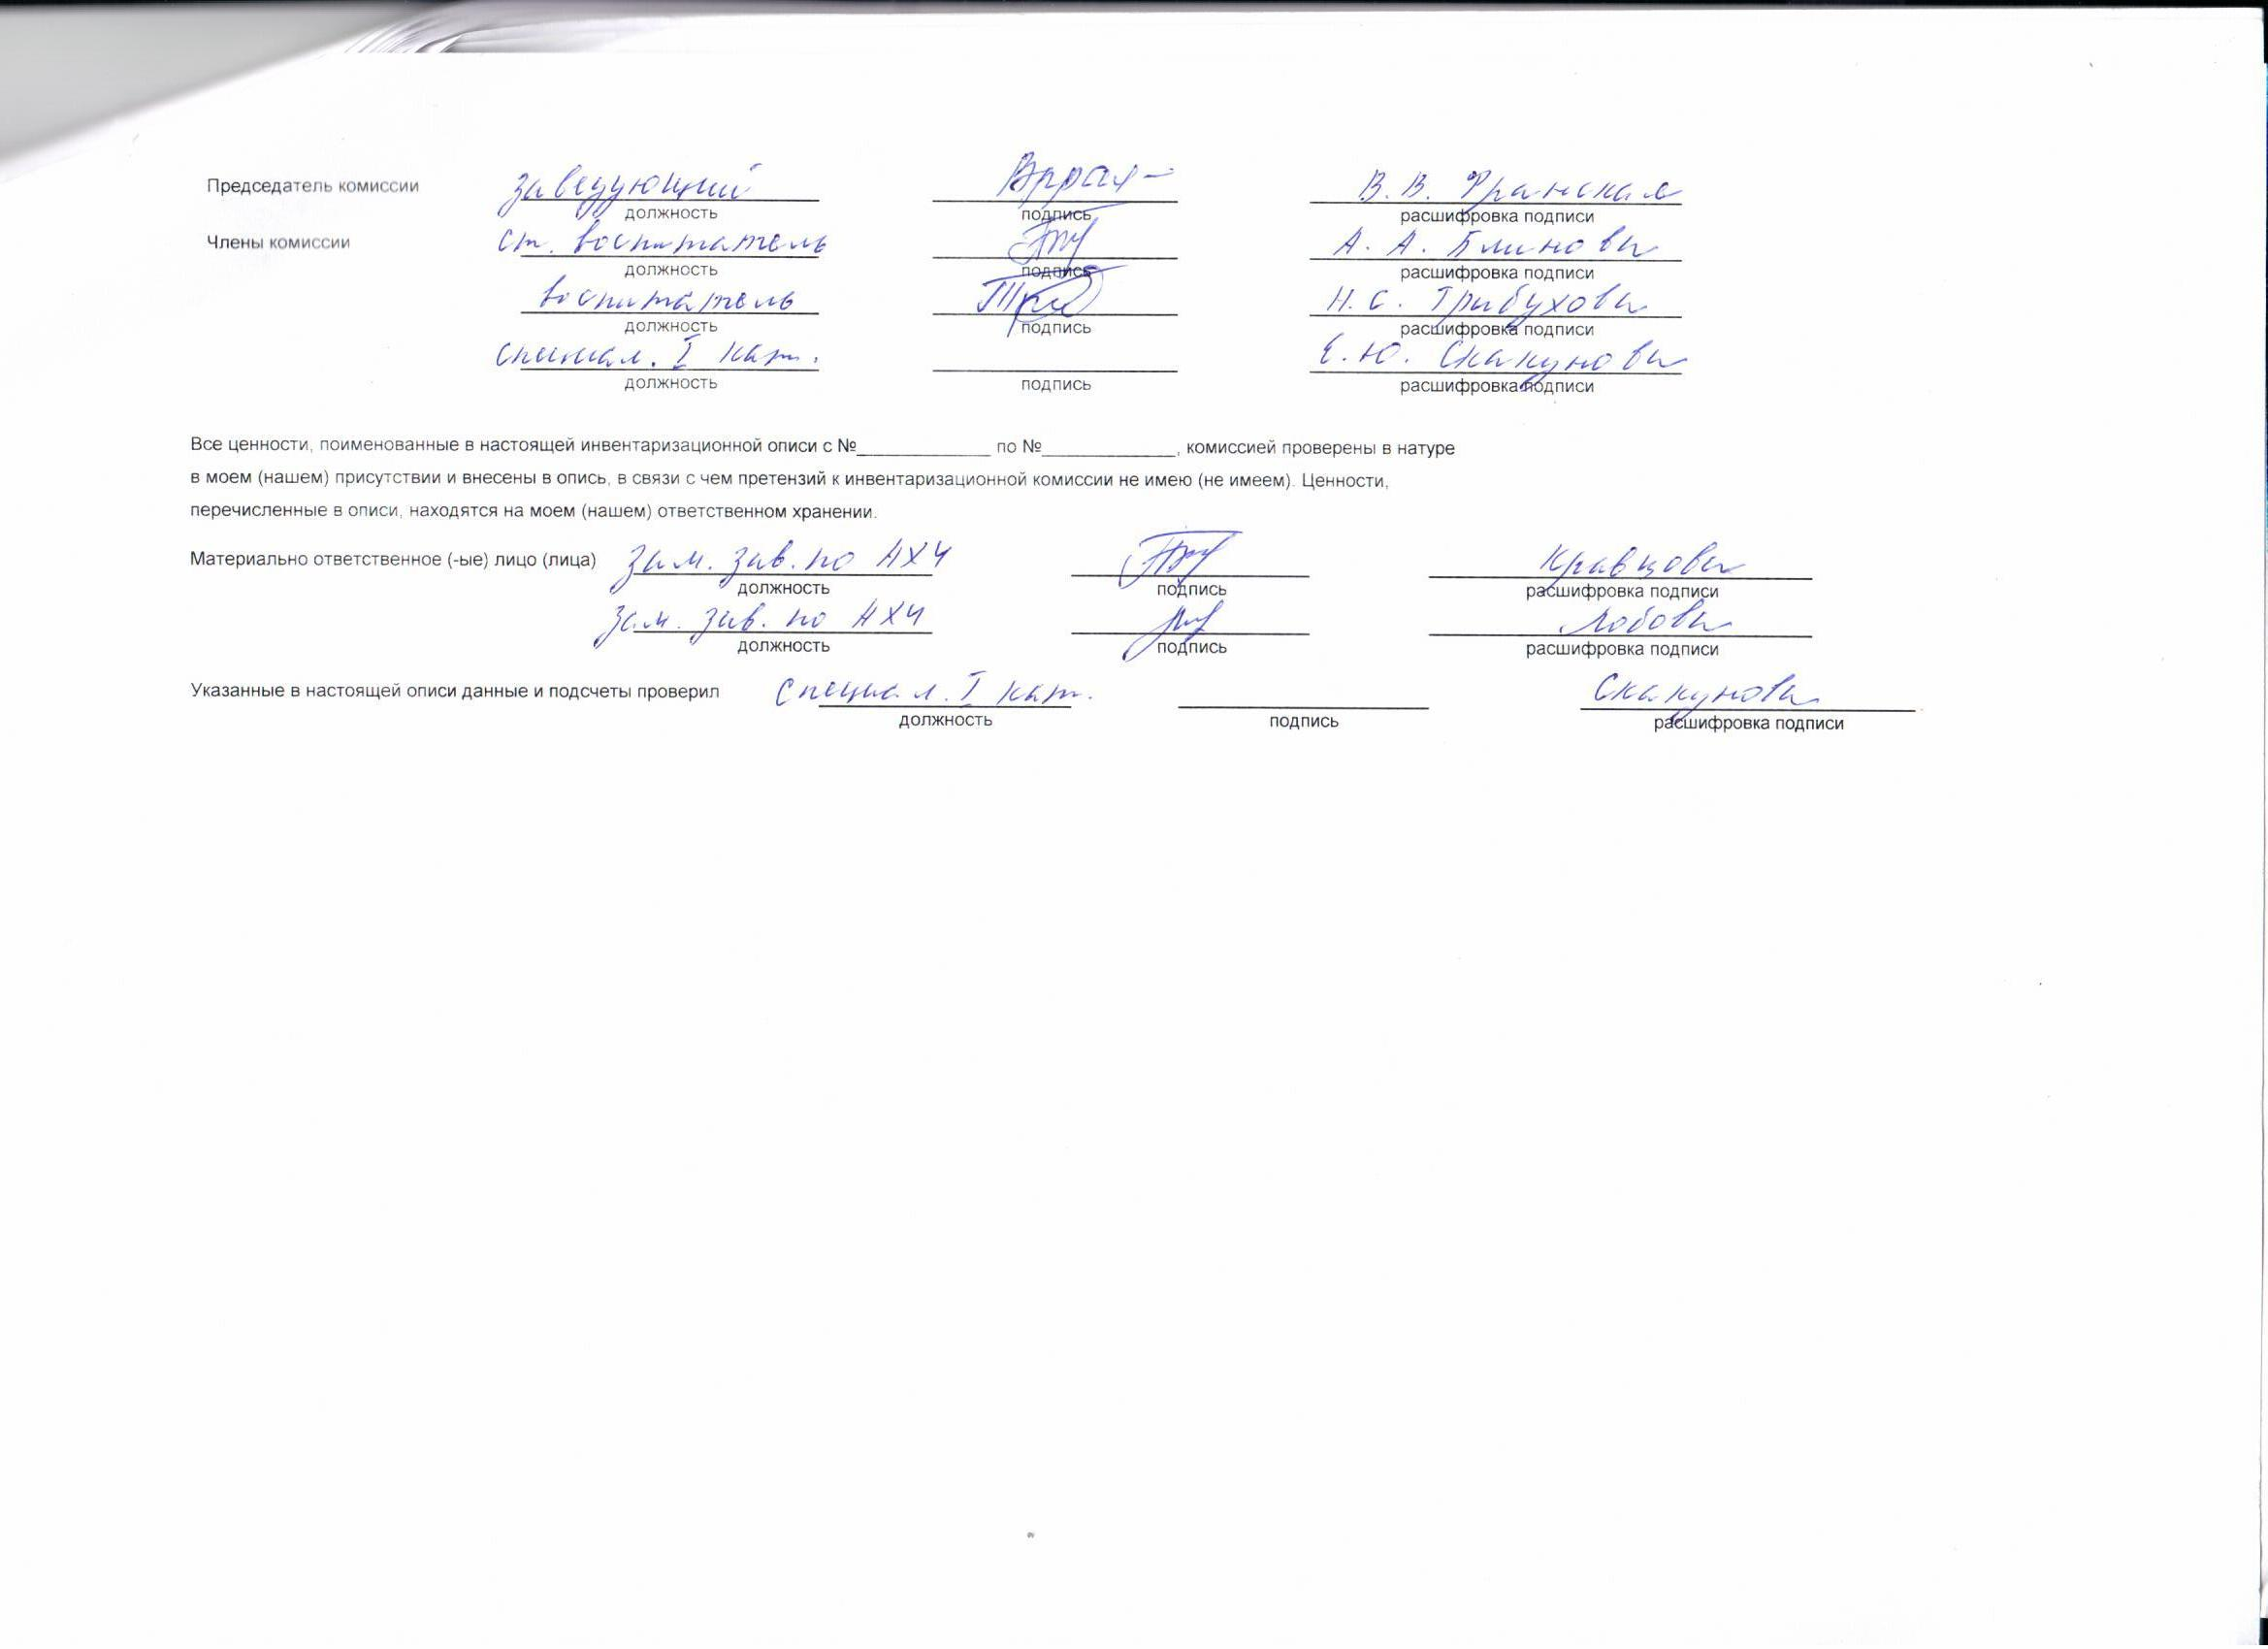 Председатель комиссии заведующий В. В. Франская
должность подпись расшифровка подписи
Члены комиссии ст. воспитатель А. А. Блинова
должность подпись расшифровка подписи
воспитатель Н. С. Трибухова
должность подпись расшифровка подписи
специал. I кат. Е. Ю. Скакунова
должность подпись расшифровка подписи
Все ценности, поименованные в настоящей инвентаризационной описи с №____________ по №____________, комиссией проверены в натуре
в моем (нашем) присутствии и внесены в опись, в связи с чем претензий к инвентаризационной комиссии не имею (не имеем). Ценности,
перечисленные в описи, находятся на моем (нашем) ответственном хранении.
Материально ответственное (-ые) лицо (лица) зам. зав. по АХЧ Кравцова
должность подпись расшифровка подписи
зам. зав. по АХЧ Лобова
должность подпись расшифровка подписи
Указанные в настоящей описи данные и подсчеты проверил специал. I кат. Скакунова
должность подпись расшифровка подписи